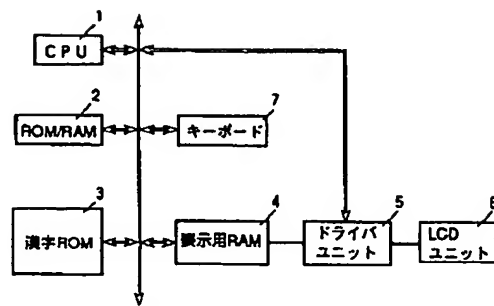 1
CPU
2
ROM/RAM
7
キーボード
3
漢字ROM
4
表示用RAM
5
ドライバ
ユニット
6
LCD
ユニット